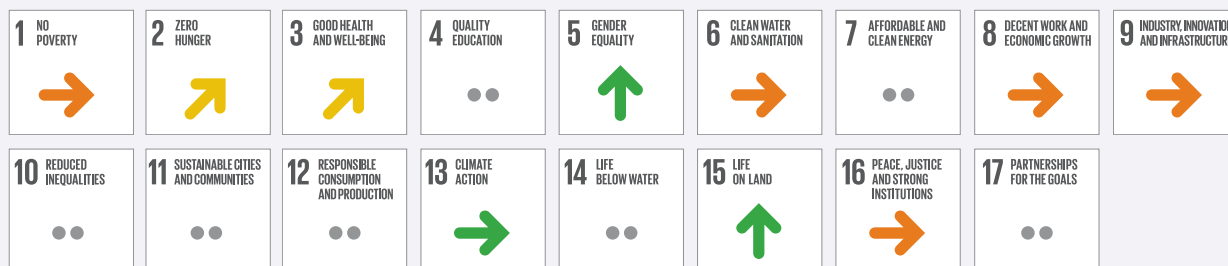 1 NO
POVERTY
2 ZERO
HUNGER
3 GOOD HEALTH
AND WELL-BEING
4 QUALITY
EDUCATION
5 GENDER
EQUALITY
6 CLEAN WATER
AND SANITATION
7 AFFORDABLE AND
CLEAN ENERGY
8 DECENT WORK AND
ECONOMIC GROWTH
9 INDUSTRY, INNOVATIO
AND INFRASTRUCTUR
10 REDUCED
INEQUALITIES
11 SUSTAINABLE CITIES
AND COMMUNITIES
12 RESPONSIBLE
CONSUMPTION
AND PRODUCTION
13 CLIMATE
ACTION
14 LIFE
BELOW WATER
15 LIFE
ON LAND
16 PEACE, JUSTICE
AND STRONG
INSTITUTIONS
17 PARTNERSHIPS
FOR THE GOALS